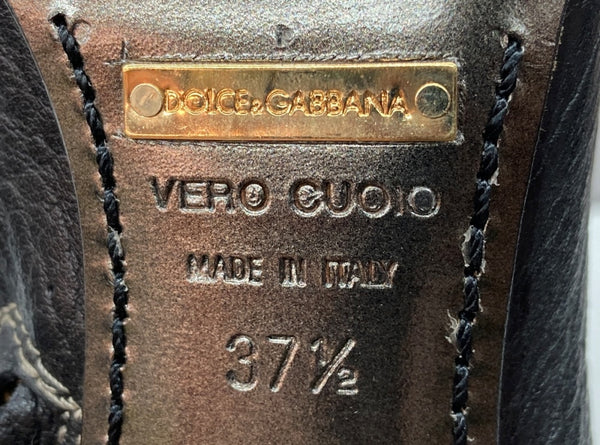 DOLCE & GABBANA
VERO CUOIO
MADE IN ITALY
37½